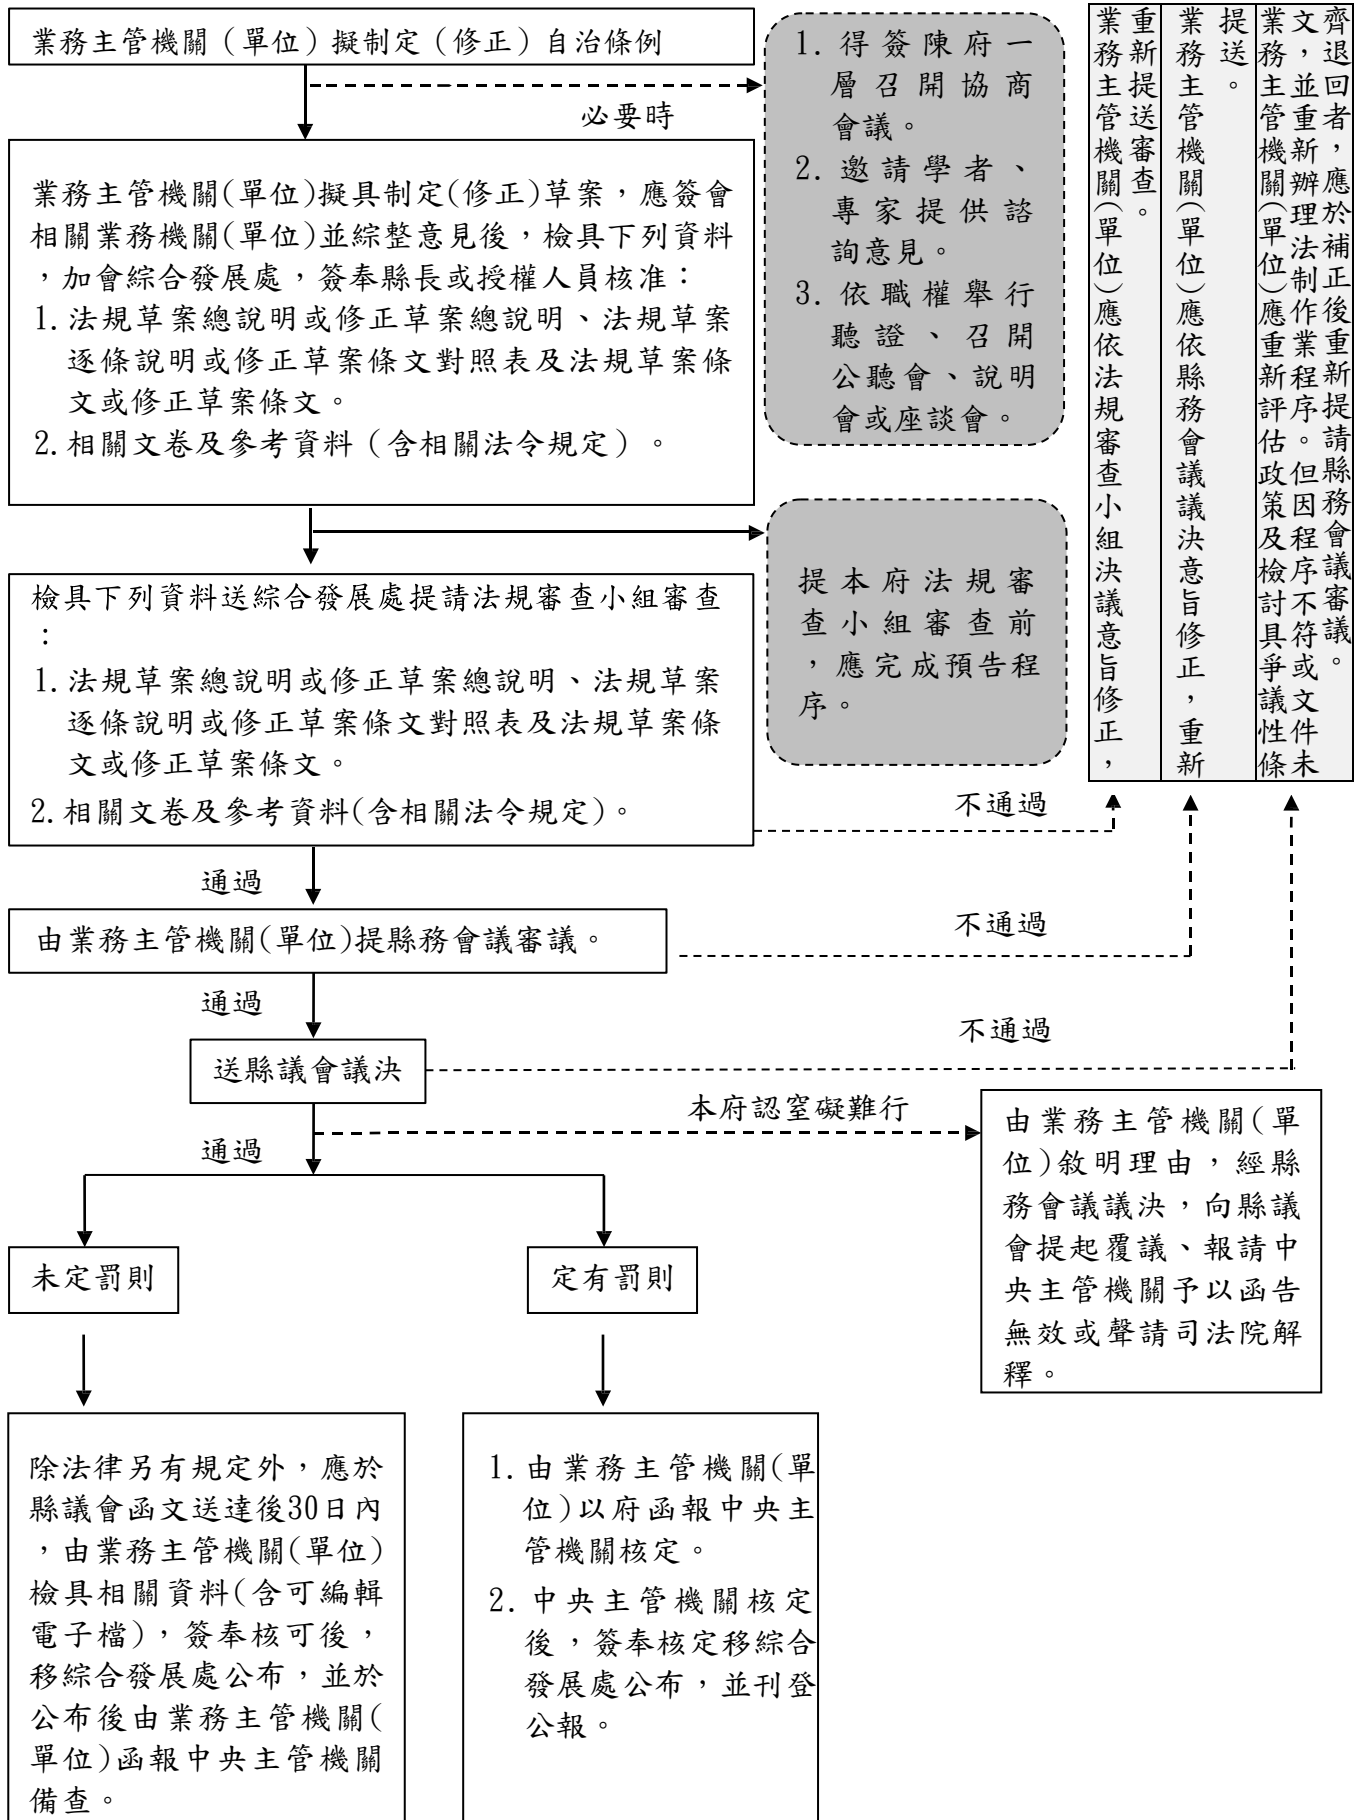 業務主管機關（單位）擬制定（修正）自治條例
必要時
1. 得簽陳府一
層召開協商
會議。
2. 邀請學者、
專家提供諮
詢意見。
3. 依職權舉行
聽證、召開
公聽會、說明
會或座談會。
業務主管機關(單位)擬具制定(修正)草案，應簽會
相關業務機關(單位)並綜整意見後，檢具下列資料
，加會綜合發展處，簽奉縣長或授權人員核准：
1. 法規草案總說明或修正草案總說明、法規草案
逐條說明或修正草案條文對照表及法規草案條
文或修正草案條文。
2. 相關文卷及參考資料（含相關法令規定）。
提本府法規審
查小組審查前
，應完成預告程
序。
檢具下列資料送綜合發展處提請法規審查小組審查
：
1. 法規草案總說明或修正草案總說明、法規草案
逐條說明或修正草案條文對照表及法規草案條
文或修正草案條文。
2. 相關文卷及參考資料(含相關法令規定)。
不通過
業務主管機關(單位)應依法規審查小組決議意旨修正，
重新提送審查。
通過
由業務主管機關(單位)提縣務會議審議。
不通過
業務主管機關(單位)應依縣務會議議決意旨修正，重新
提送。
通過
送縣議會議決
不通過
業務主管機關(單位)應重新評估政策及檢討具爭議性條
文，並重新辦理法制作業程序。但因程序不符或文件未
齊退回者，應於補正後重新提請縣務會議審議。
本府認窒礙難行
由業務主管機關(單
位)敘明理由，經縣
務會議議決，向縣議
會提起覆議、報請中
央主管機關予以函告
無效或聲請司法院解
釋。
通過
未定罰則
定有罰則
除法律另有規定外，應於
縣議會函文送達後30日內
，由業務主管機關(單位)
檢具相關資料(含可編輯
電子檔)，簽奉核可後，
移綜合發展處公布，並於
公布後由業務主管機關(
單位)函報中央主管機關
備查。
1. 由業務主管機關(單
位)以府函報中央主
管機關核定。
2. 中央主管機關核定
後，簽奉核定移綜合
發展處公布，並刊登
公報。